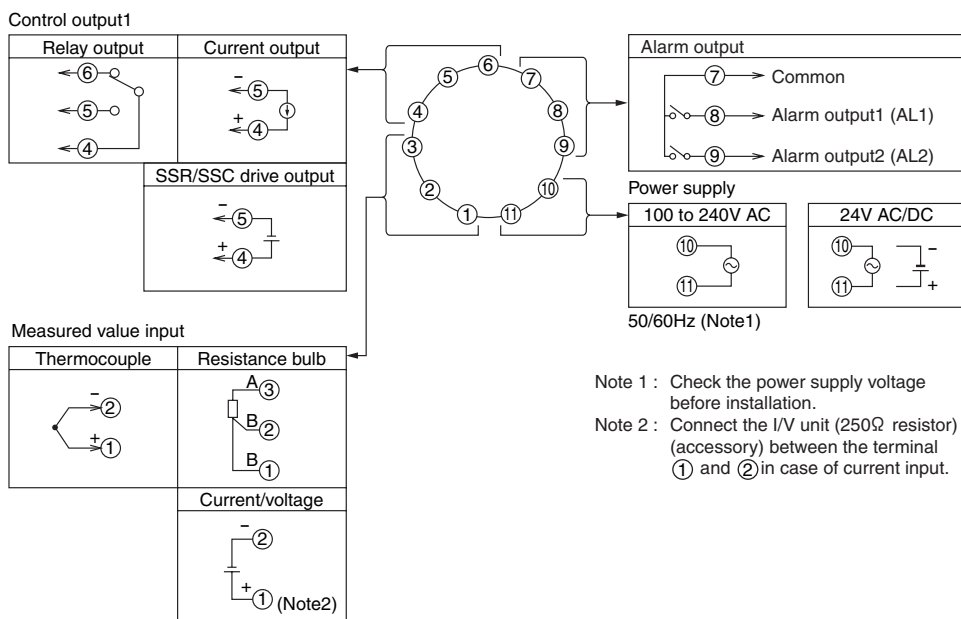 Control output1
Relay output
Current output
6
5
4
−
5
+
4
SSR/SSC drive output
−
5
+
4
6
5
7
4
8
3
9
2
10
1
11
Alarm output
7 Common
8 Alarm output1 (AL1)
9 Alarm output2 (AL2)
Power supply
100 to 240V AC
10
11
50/60Hz (Note1)
24V AC/DC
10
−
11
+
Measured value input
Thermocouple
−
2
+
1
Resistance bulb
A 3
B 2
B 1
Current/voltage
−
2
+
1 (Note2)
Note 1 : Check the power supply voltage
before installation.
Note 2 : Connect the I/V unit (250Ω resistor)
(accessory) between the terminal
① and ② in case of current input.